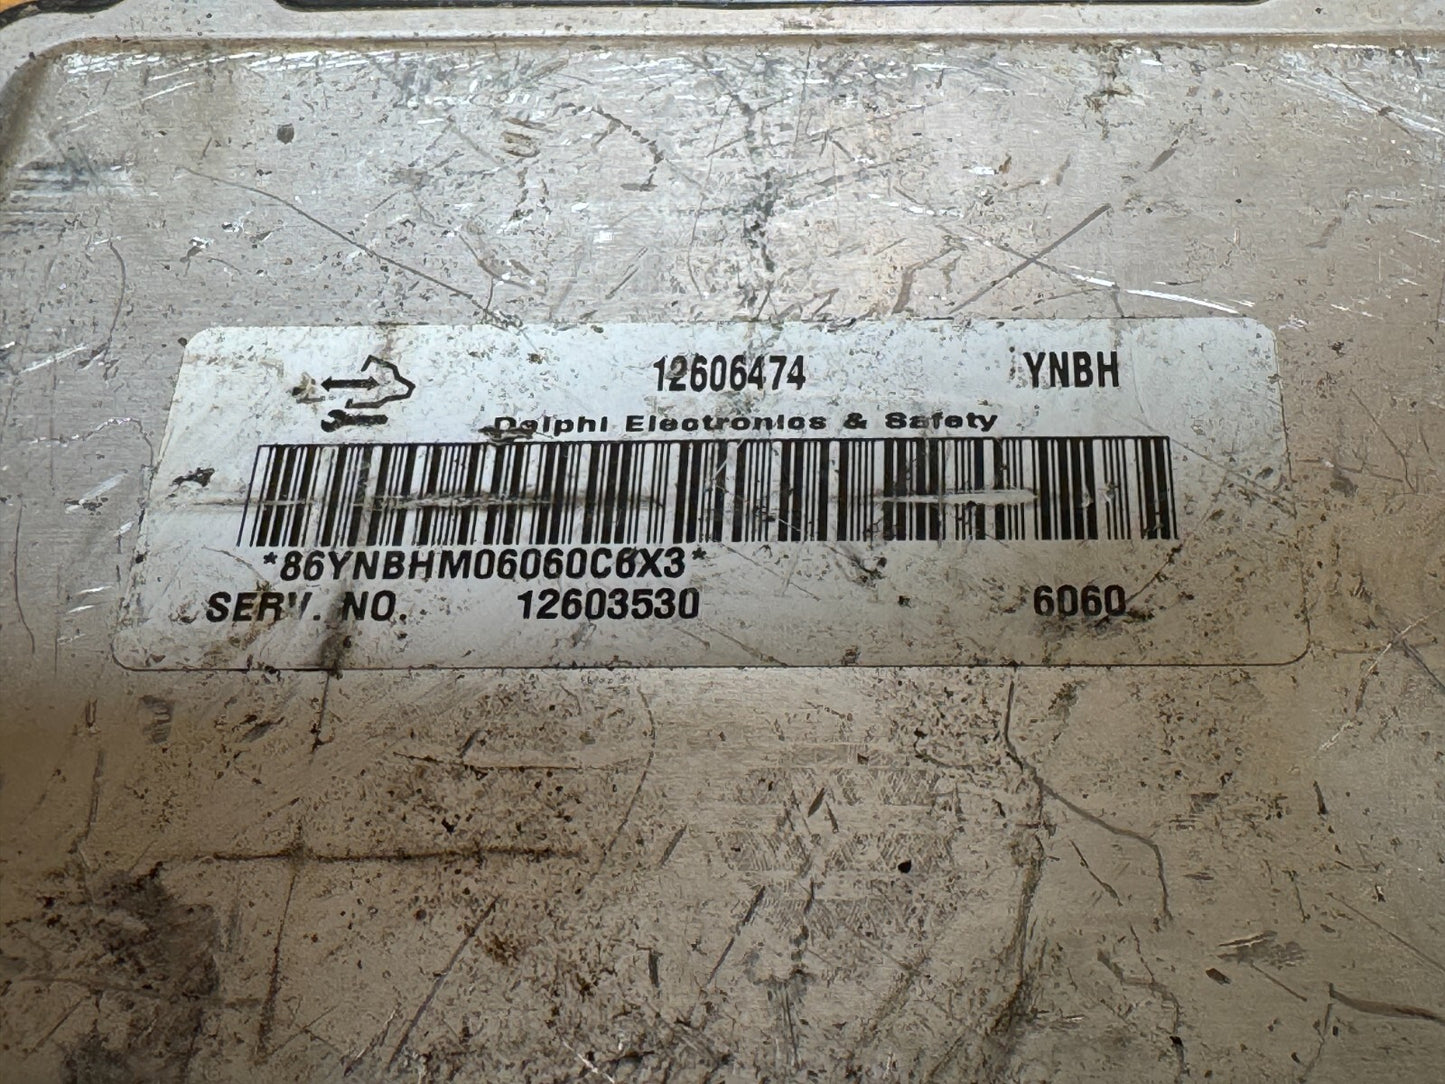 12606474 YNBH
Delphi Electronics & Safety
*86YNBHM06060C6X3*
SERV. NO. 12603530 6060